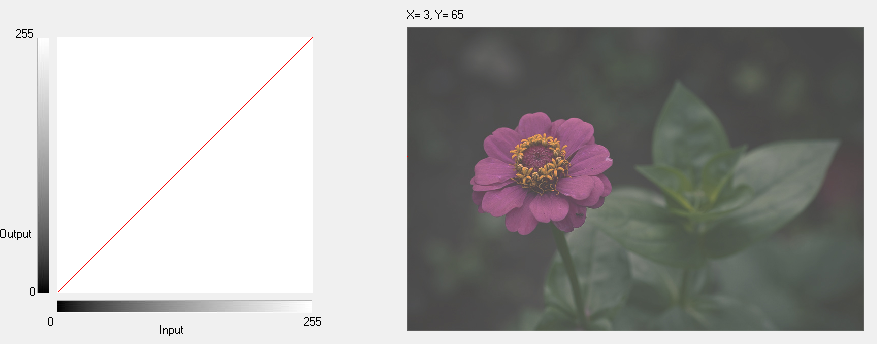 X= 3, Y= 65
255
Output
0
0
255
Input